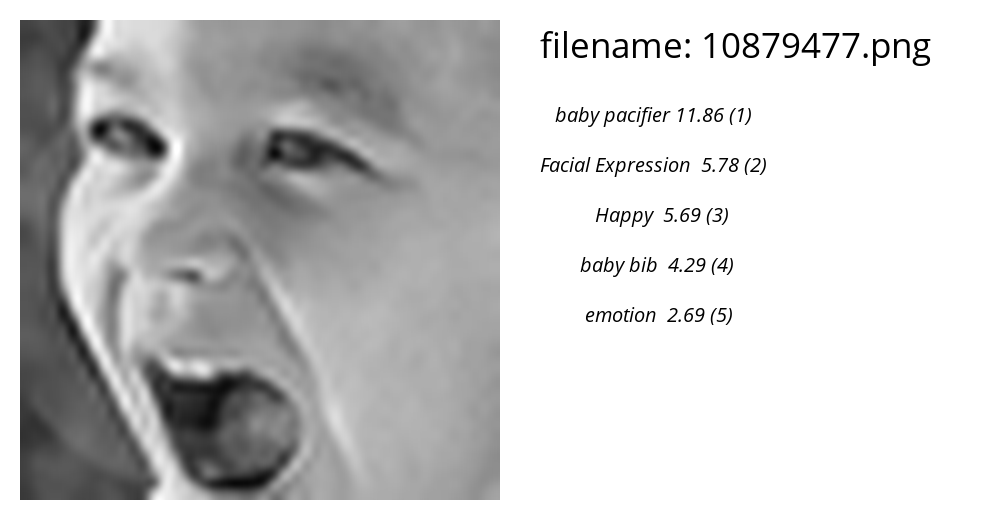 filename: 10879477.png
baby pacifier 11.86 (1)
Facial Expression 5.78 (2)
Happy 5.69 (3)
baby bib 4.29 (4)
emotion 2.69 (5)